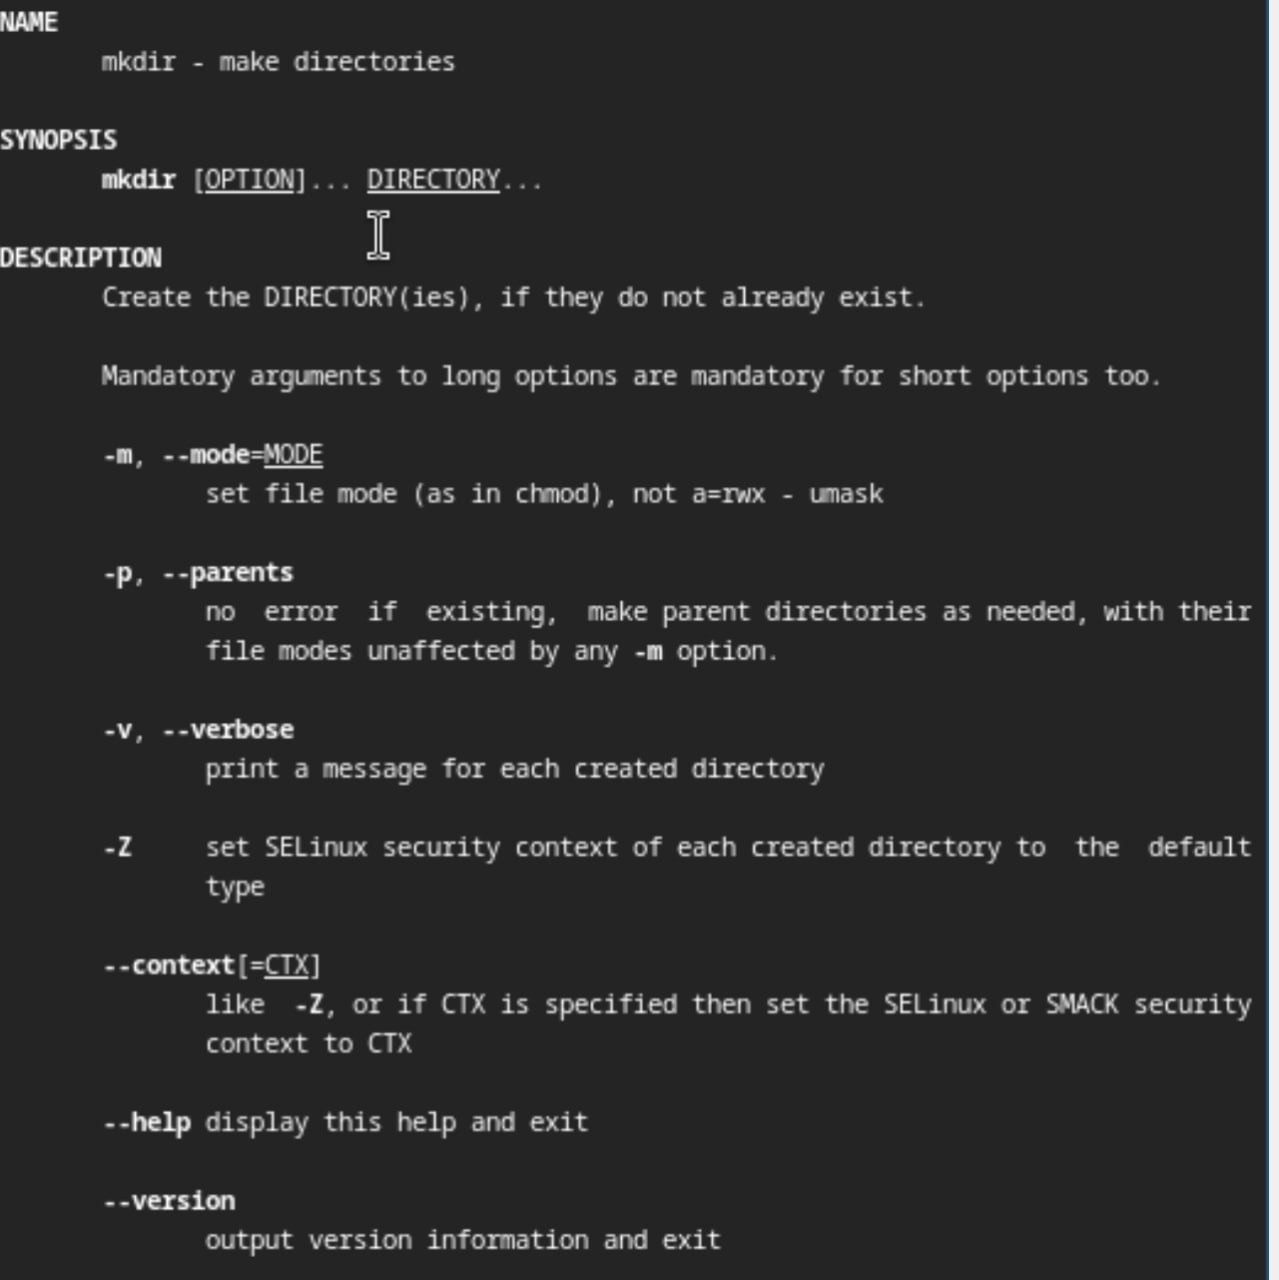 NAME
mkdir - make directories
SYNOPSIS
mkdir [OPTION]... DIRECTORY...
DESCRIPTION
Create the DIRECTORY(ies), if they do not already exist.
Mandatory arguments to long options are mandatory for short options too.
-m, --mode=MODE
set file mode (as in chmod), not a=rwx - umask
-p, --parents
no  error  if  existing,  make parent directories as needed, with their
file modes unaffected by any -m option.
-v, --verbose
print a message for each created directory
-Z     set SELinux security context of each created directory to  the  default
type
--context[=CTX]
like  -Z, or if CTX is specified then set the SELinux or SMACK security
context to CTX
--help display this help and exit
--version
output version information and exit